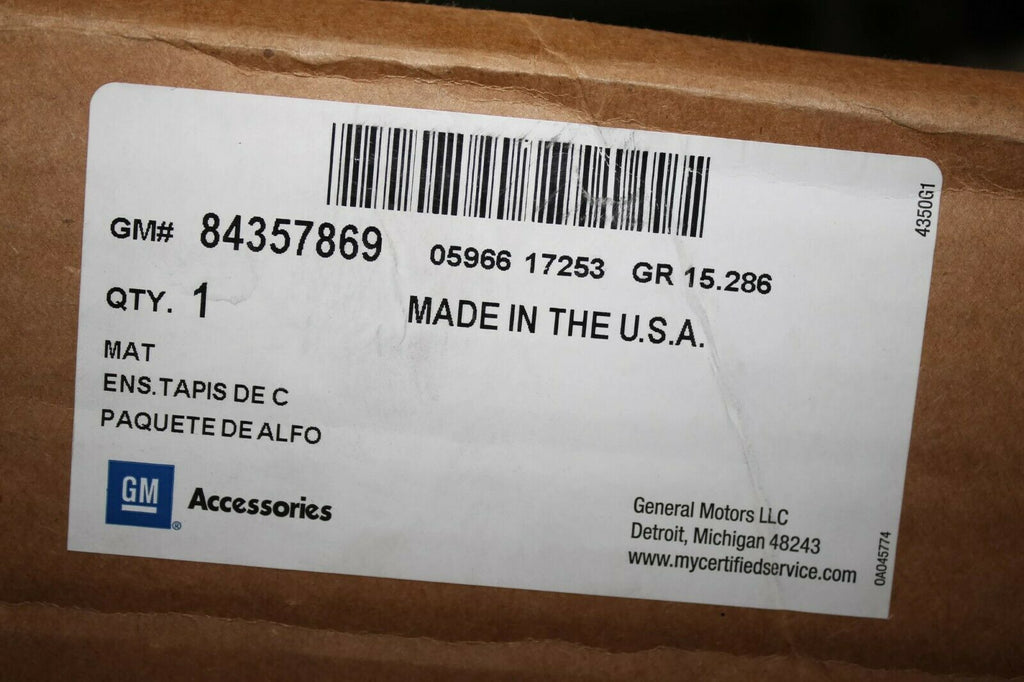 4350G1
GM# 84357869 05966 17253 GR 15.286
QTY. 1 MADE IN THE U.S.A.
MAT
ENS.TAPIS DE C
PAQUETE DE ALFO
GM® Accessories
General Motors LLC
Detroit, Michigan 48243
www.mycertifiedservice.com
0A045774